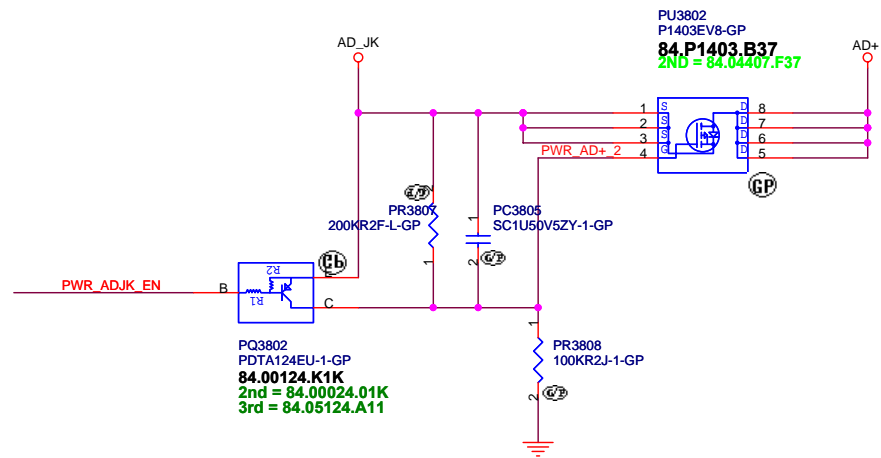 PU3802
P1403EV8-GP
84.P1403.B37
2ND = 84.04407.F37
AD_JK
AD+
1 S D 8
2 S D 7
3 S D 6
4 G D 5
PWR_AD+_2
GP
2
PR3807
200KR2F-L-GP
1
1
PC3805
SC1U50V5ZY-1-GP
2
G/P
R2
R1
E
B
C
PWR_ADJK_EN
PQ3802
PDTA124EU-1-GP
84.00124.K1K
2nd = 84.00024.01K
3rd = 84.05124.A11
1
PR3808
100KR2J-1-GP
2
G/P